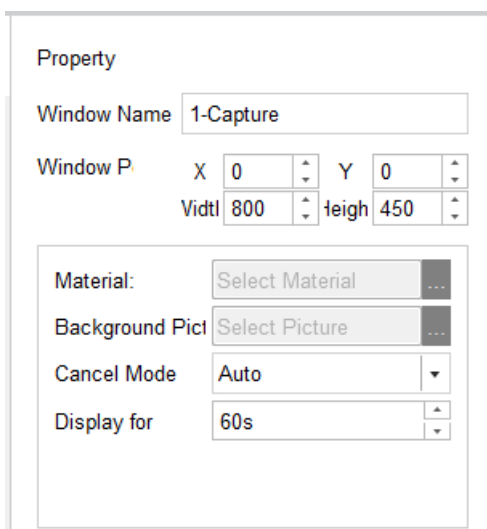 Property
Window Name 1-Capture
Window P X 0 Y 0
Vidtl 800 Heigh 450
Material: Select Material ...
Background Pict Select Picture ...
Cancel Mode Auto
Display for 60s